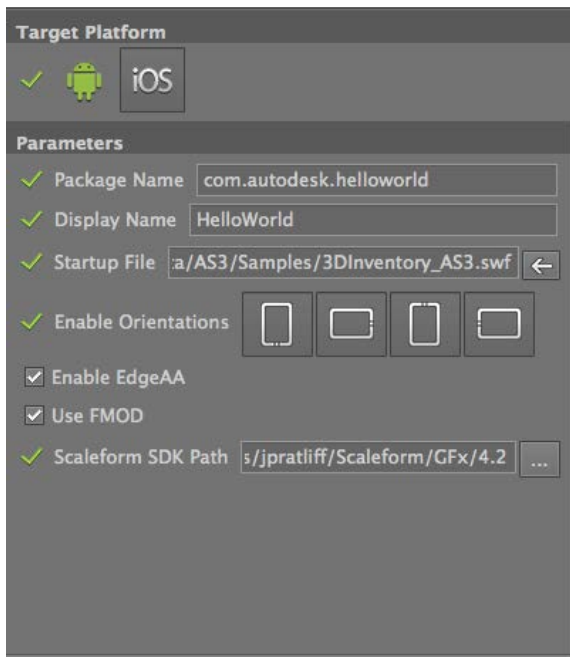 Target Platform
iOS
Parameters
Package Name com.autodesk.helloworld
Display Name HelloWorld
Startup File :a/AS3/Samples/3DInventory_AS3.swf
Enable Orientations
Enable EdgeAA
Use FMOD
Scaleform SDK Path s/jpratliff/Scaleform/GFx/4.2 ...